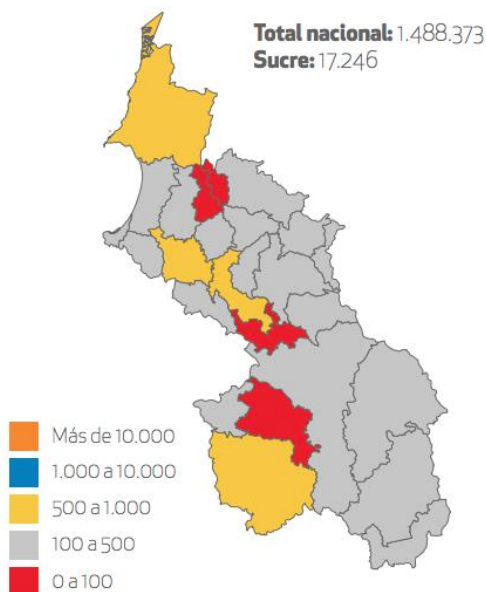 Total nacional: 1.488.373
Sucre: 17.246
Más de 10.000
1.000 a 10.000
500 a 1.000
100 a 500
0 a 100